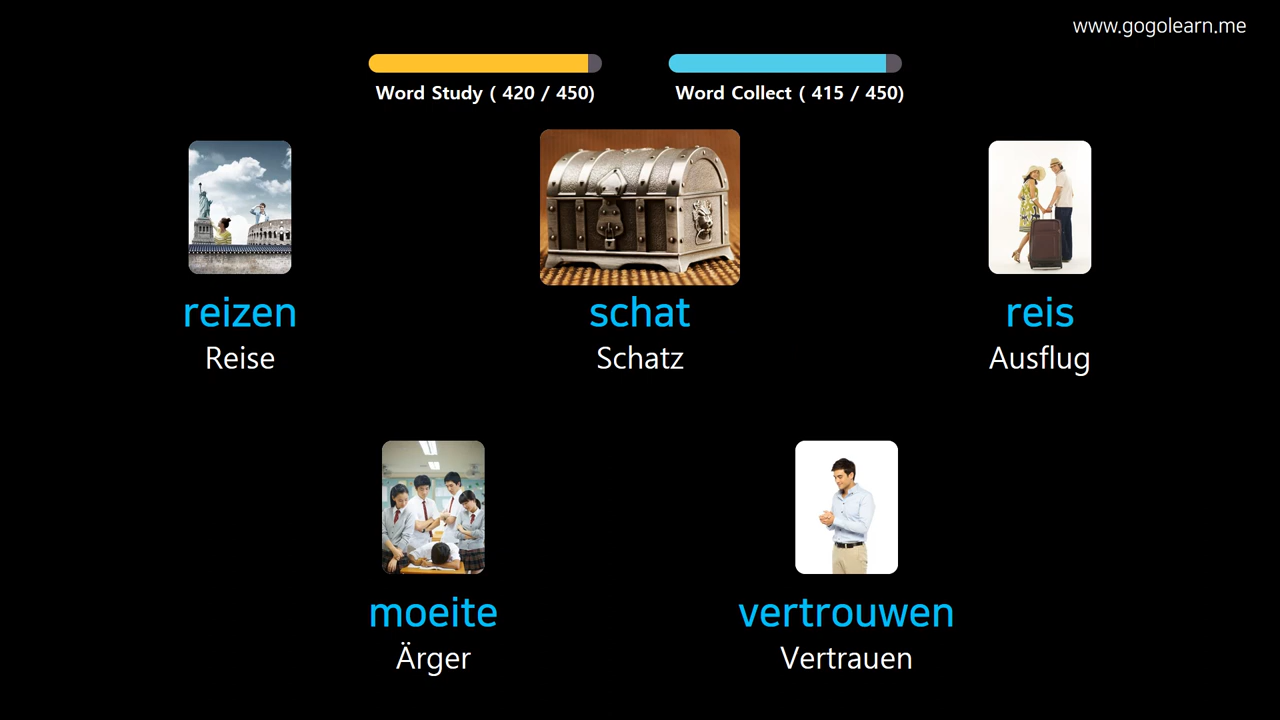 www.gogolearn.me
Word Study ( 420 / 450)
Word Collect ( 415 / 450)
reizen
Reise
schat
Schatz
reis
Ausflug
moeite
Ärger
vertrouwen
Vertrauen